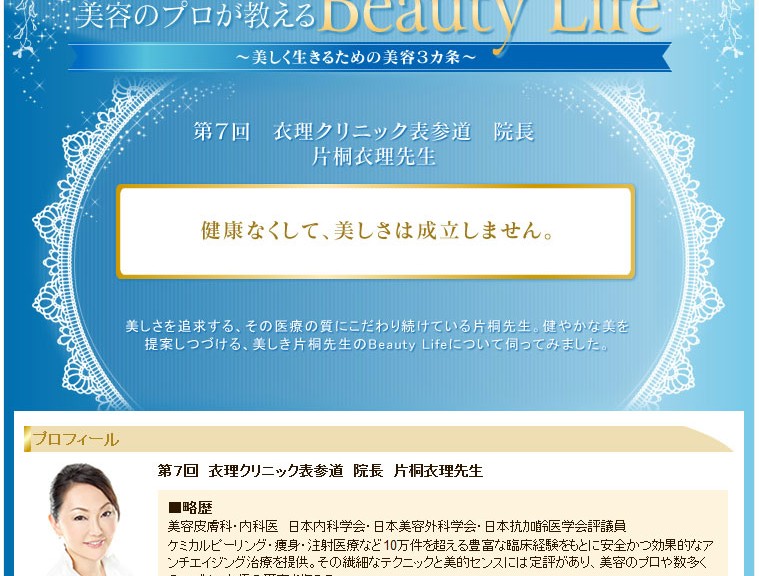 美容のプロが教えるBeauty Life
～美しく生きるための美容３カ条～
第７回　衣理クリニック表参道　院長
片桐衣理先生
健康なくして、美しさは成立しません。
美しさを追求する、その医療の質にこだわり続けている片桐先生。健やかな美を
提案しつづける、美しき片桐先生のBeauty Lifeについて伺ってみました。
プロフィール
第７回　衣理クリニック表参道　院長　片桐衣理先生
■略歴
美容皮膚科・内科医　日本内科学会・日本美容外科学会・日本抗加齢医学会評議員
ケミカルピーリング・痩身・注射医療など10万件を超える豊富な臨床経験をもとに安全かつ効果的なア
ンチエイジング治療を提供。その繊細なテクニックと美的センスには定評があり、美容のプロや数多く